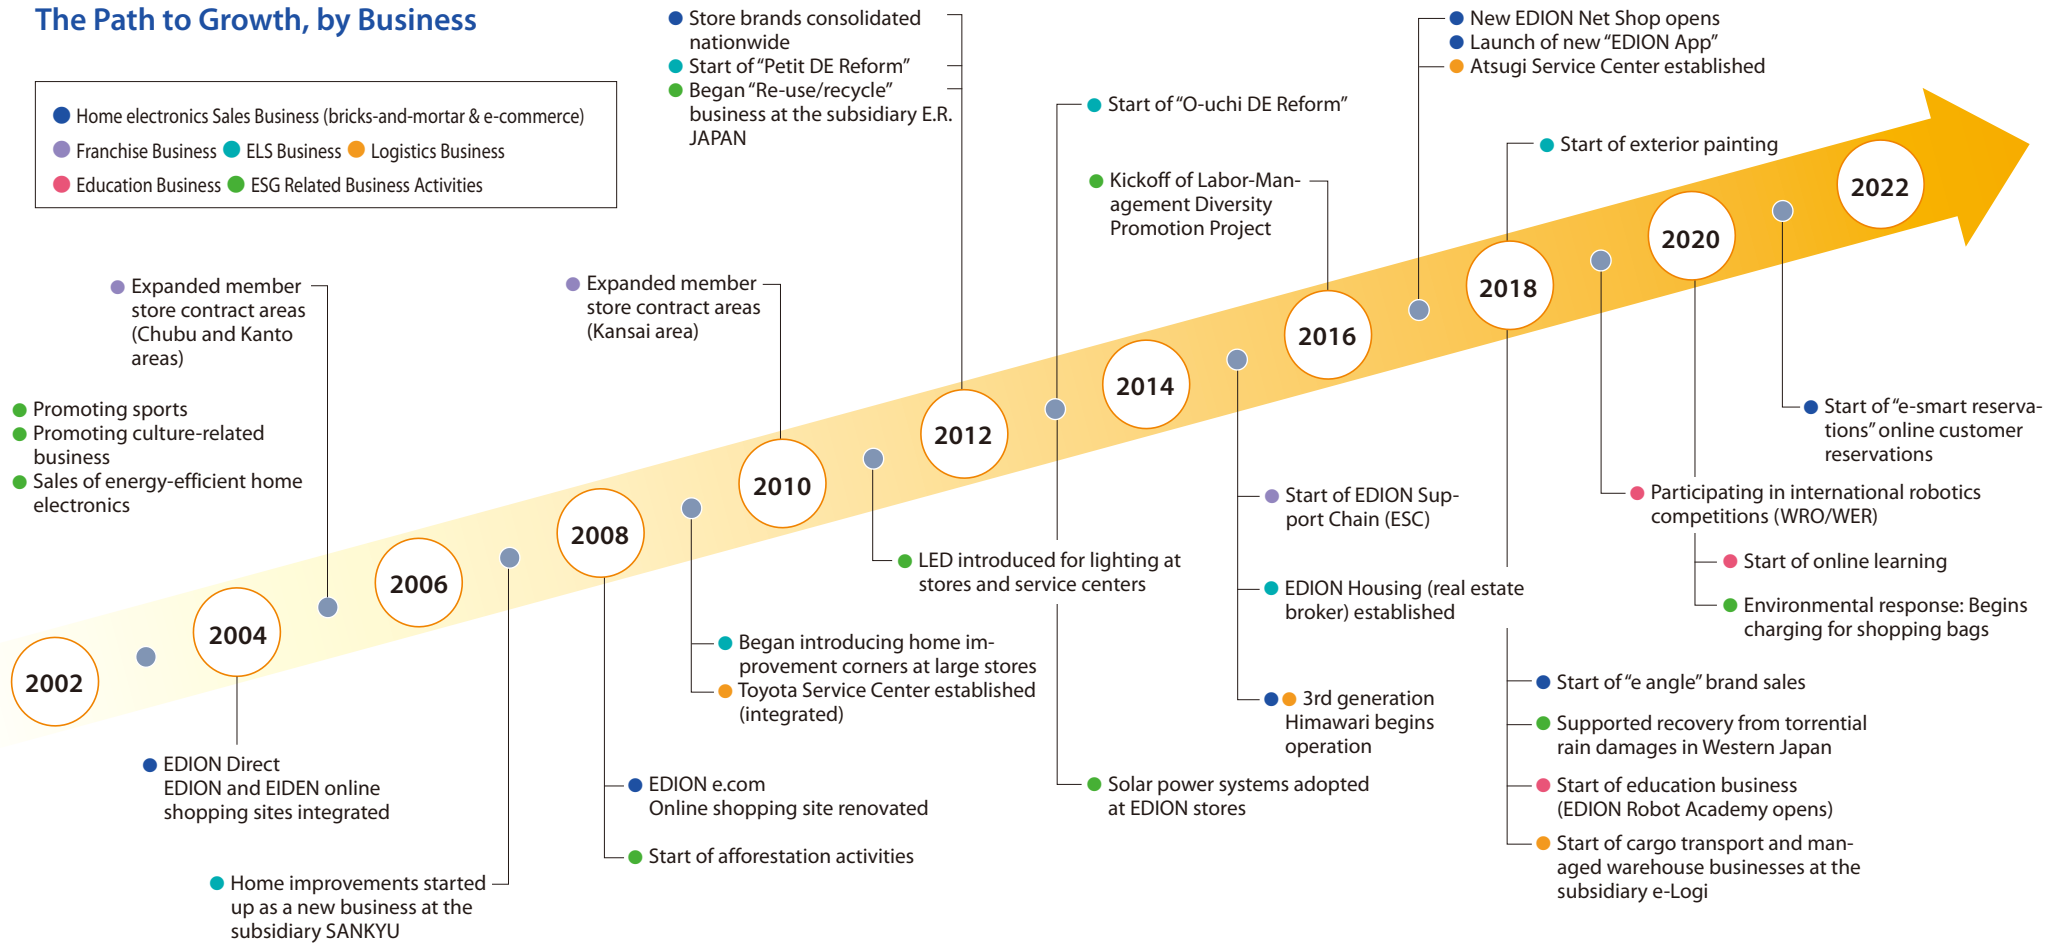 The Path to Growth, by Business
Home electronics Sales Business (bricks-and-mortar & e-commerce)
Franchise Business
ELS Business
Logistics Business
Education Business
ESG Related Business Activities
Promoting sports
Promoting culture-related
business
Sales of energy-efficient home
electronics
2002
2004
EDION Direct
EDION and EIDEN online
shopping sites integrated
Expanded member
store contract areas
(Chubu and Kanto
areas)
2006
Home improvements started
up as a new business at the
subsidiary SANKYU
2008
EDION e.com
Online shopping site renovated
Start of afforestation activities
Began introducing home im-
provement corners at large stores
Toyota Service Center established
(integrated)
Expanded member
store contract areas
(Kansai area)
2010
LED introduced for lighting at
stores and service centers
Store brands consolidated
nationwide
Start of “Petit DE Reform”
Began “Re-use/recycle”
business at the subsidiary E.R.
JAPAN
2012
Start of “O-uchi DE Reform”
Solar power systems adopted
at EDION stores
2014
Start of EDION Sup-
port Chain (ESC)
EDION Housing (real estate
broker) established
3rd generation
Himawari begins
operation
Kickoff of Labor-Man-
agement Diversity
Promotion Project
2016
New EDION Net Shop opens
Launch of new “EDION App”
Atsugi Service Center established
Start of exterior painting
2018
Start of “e angle” brand sales
Supported recovery from torrential
rain damages in Western Japan
Start of education business
(EDION Robot Academy opens)
Start of cargo transport and man-
aged warehouse businesses at the
subsidiary e-Logi
Participating in international robotics
competitions (WRO/WER)
2020
Start of online learning
Environmental response: Begins
charging for shopping bags
Start of “e-smart reserva-
tions” online customer
reservations
2022